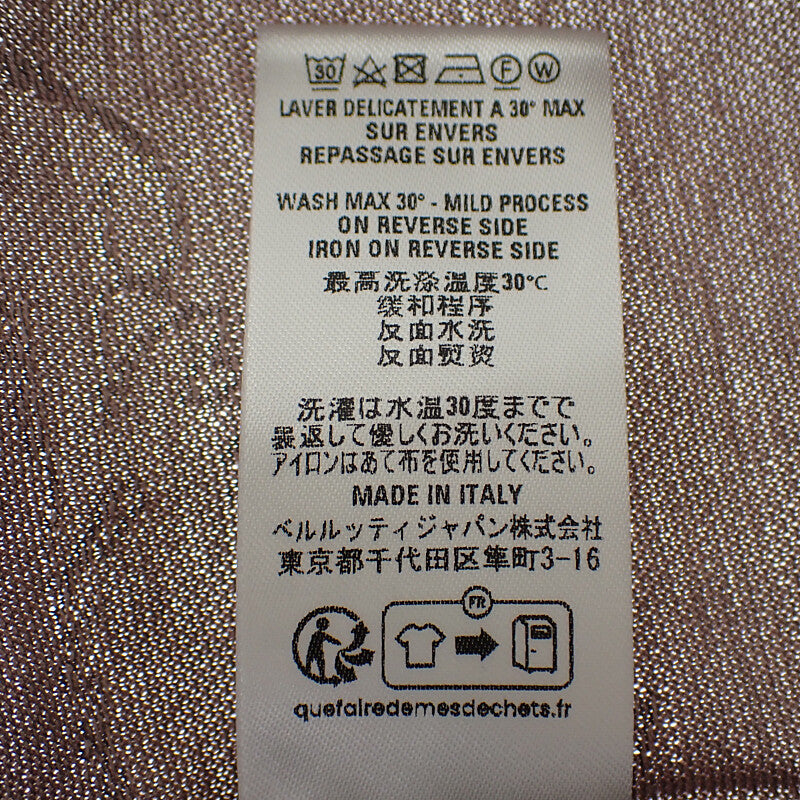 30 F W
LAVER DELICATEMENT A 30° MAX
SUR ENVERS
REPASSAGE SUR ENVERS
WASH MAX 30° - MILD PROCESS
ON REVERSE SIDE
IRON ON REVERSE SIDE
最高洗涤温度30℃
缓和程序
反面水洗
反面熨烫
洗濯は水温30度までで
裏返して優しくお洗いください。
アイロンはあて布を使用してください。
MADE IN ITALY
ベルルッティジャパン株式会社
東京都千代田区隼町3-16
FR
quefairedemesdechets.fr